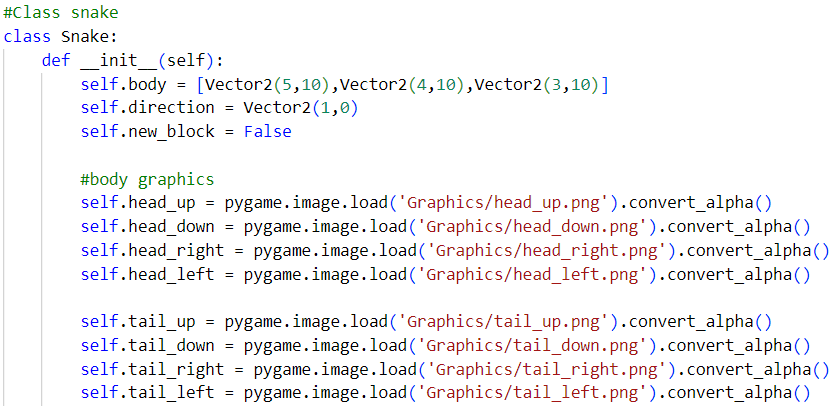 #Class snake
class Snake:
    def __init__(self):
        self.body = [Vector2(5,10),Vector2(4,10),Vector2(3,10)]
        self.direction = Vector2(1,0)
        self.new_block = False

        #body graphics
        self.head_up = pygame.image.load('Graphics/head_up.png').convert_alpha()
        self.head_down = pygame.image.load('Graphics/head_down.png').convert_alpha()
        self.head_right = pygame.image.load('Graphics/head_right.png').convert_alpha()
        self.head_left = pygame.image.load('Graphics/head_left.png').convert_alpha()

        self.tail_up = pygame.image.load('Graphics/tail_up.png').convert_alpha()
        self.tail_down = pygame.image.load('Graphics/tail_down.png').convert_alpha()
        self.tail_right = pygame.image.load('Graphics/tail_right.png').convert_alpha()
        self.tail_left = pygame.image.load('Graphics/tail_left.png').convert_alpha()